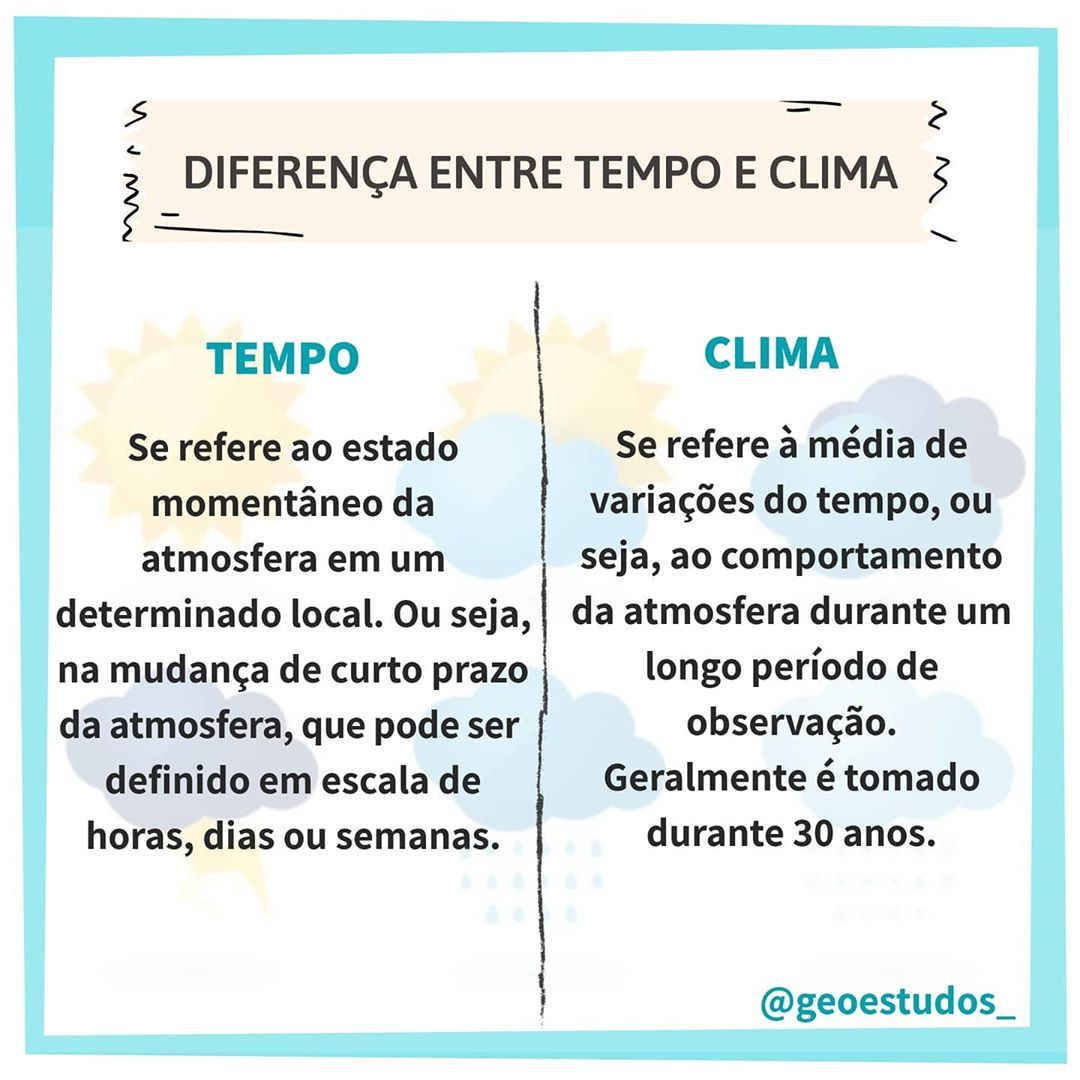 DIFERENÇA ENTRE TEMPO E CLIMA
TEMPO
Se refere ao estado
momentâneo da
atmosfera em um
determinado local. Ou seja,
na mudança de curto prazo
da atmosfera, que pode ser
definido em escala de
horas, dias ou semanas.
CLIMA
Se refere à média de
variações do tempo, ou
seja, ao comportamento
da atmosfera durante um
longo período de
observação.
Geralmente é tomado
durante 30 anos.
@geoestudos_